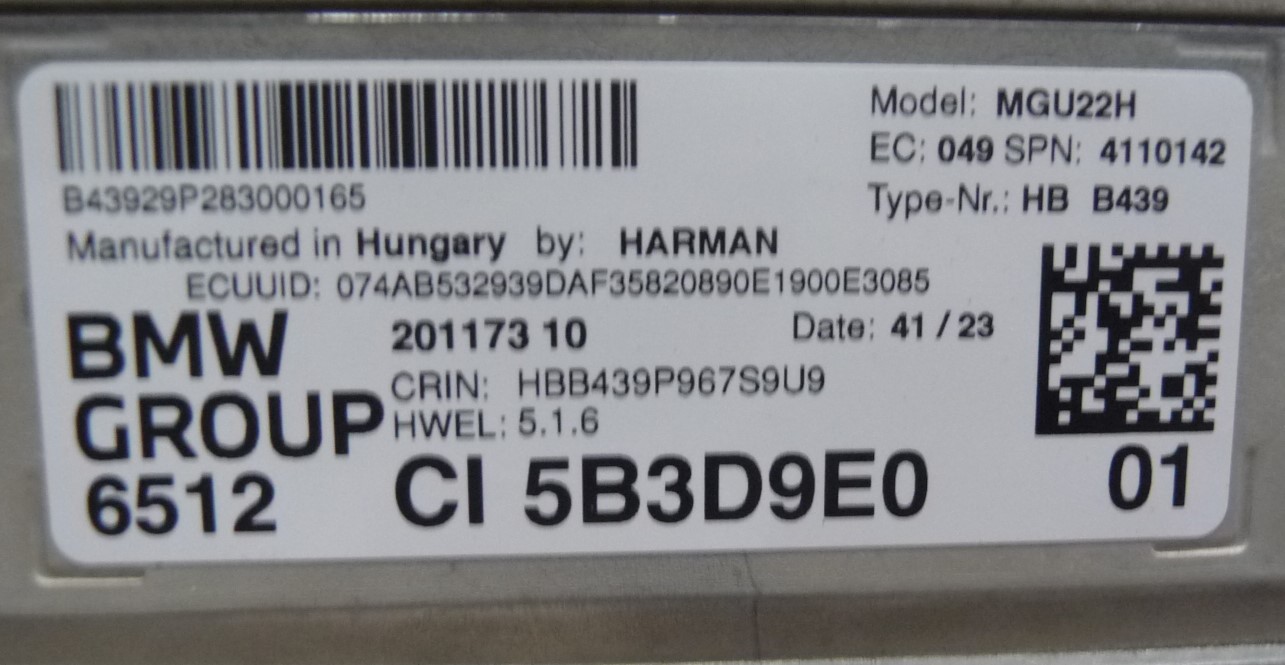 Model: MGU22H
EC: 049 SPN: 4110142
B43929P283000165
Type-Nr.: HB B439
Manufactured in Hungary by: HARMAN
ECUUID: 074AB532939DAF35820890E1900E3085
BMW
GROUP
6512
201173 10
Date: 41 / 23
CRIN: HBB439P967S9U9
HWEL: 5.1.6
CI 5B3D9E0
01